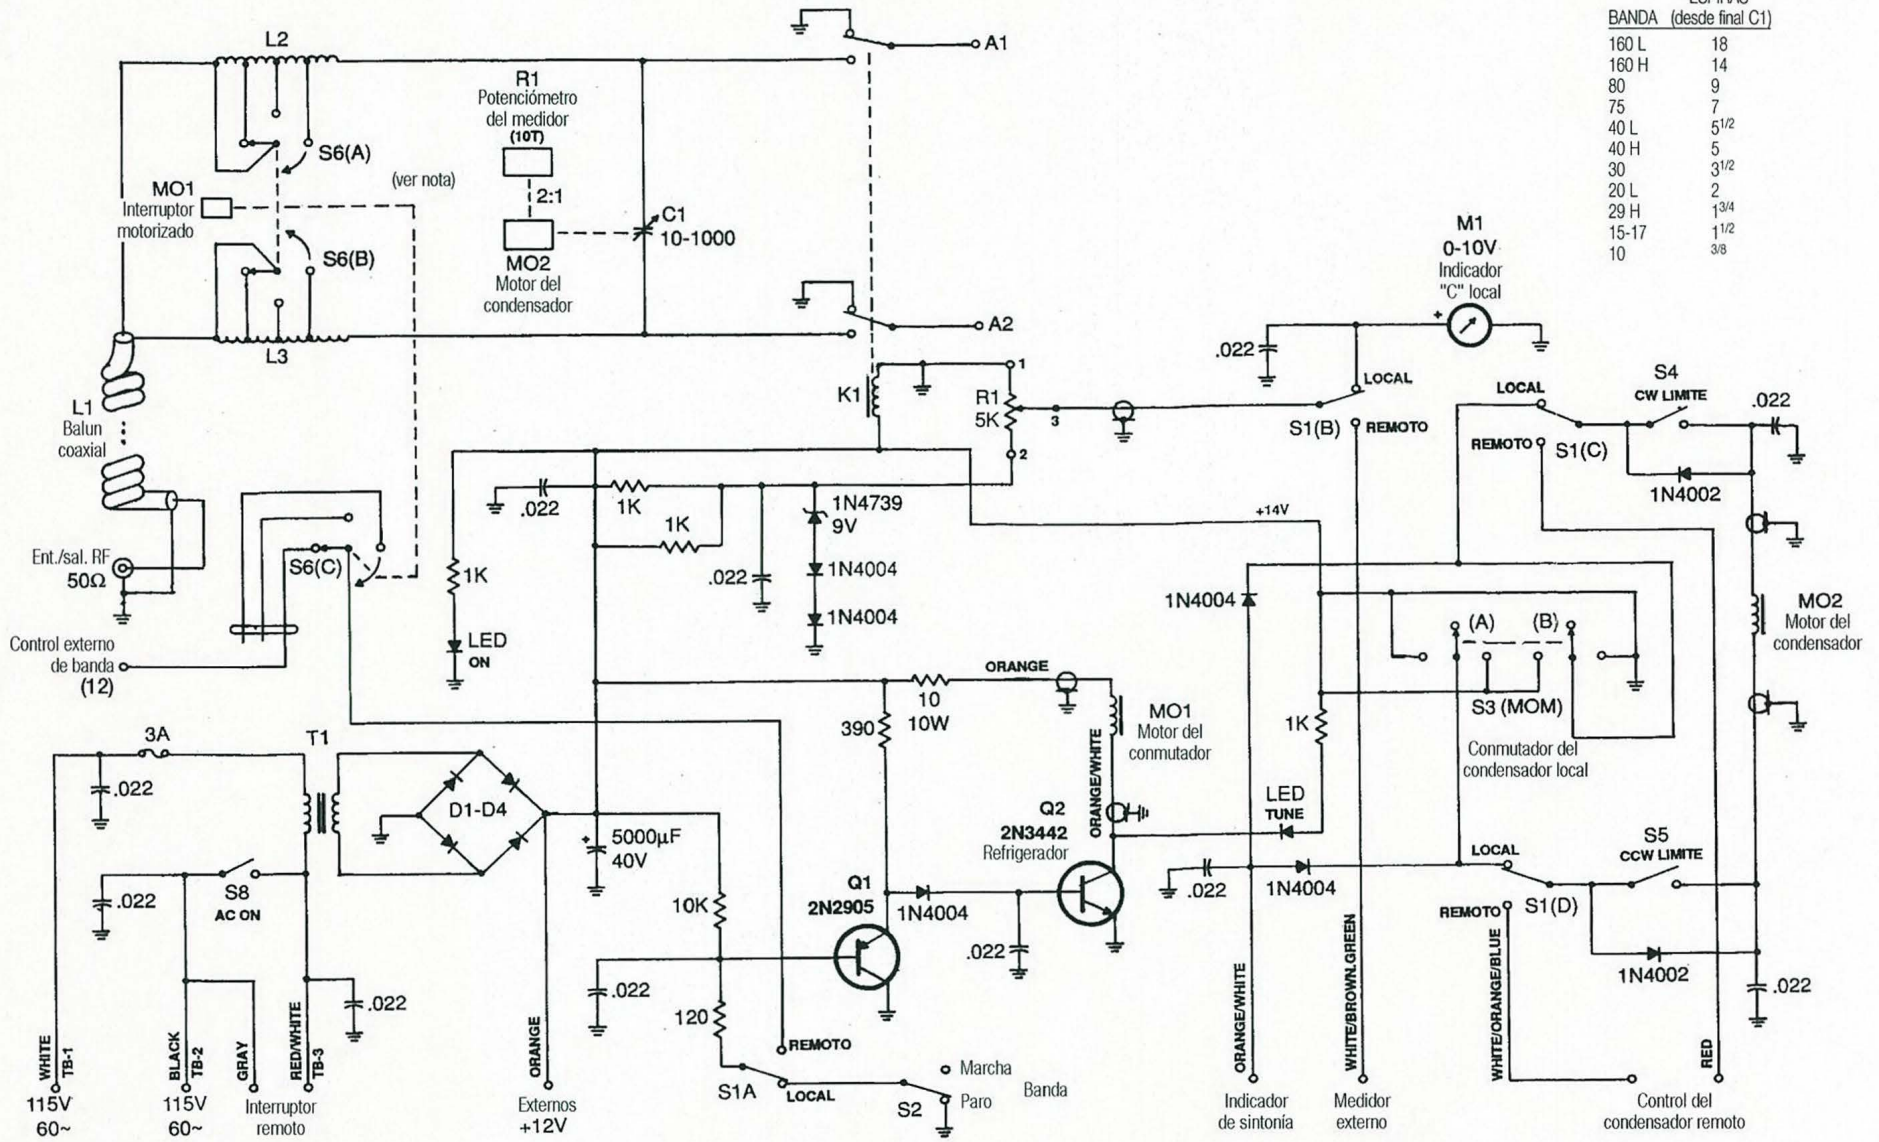 BANDA (desde final C1)
160 L 18
160 H 14
80 9
75 7
40 L 5 1/2
40 H 5
30 3 1/2
20 L 2
29 H 1 3/4
15-17 1 1/2
10 3/8
L2
A1
R1
Potenciómetro
del medidor
(10T)
S6(A)
(ver nota)
MO1
Interruptor
motorizado
2:1
C1
10-1000
S6(B)
MO2
Motor del
condensador
M1
0-10V
Indicador
"C" local
+
A2
L3
.022
K1
1
R1
5K
3
2
LOCAL
S1(B)
REMOTO
LOCAL
S4
CW LIMITE
.022
REMOTO
S1(C)
1N4002
L1
Balun
coaxial
.022
1K
1K
1N4739
9V
+14V
Ent./sal. RF
50Ω
S6(C)
1K
.022
1N4004
1N4004
1N4004
(A)
(B)
MO2
Motor del
condensador
Control externo
de banda
(12)
LED
ON
ORANGE
10
10W
390
MO1
Motor del
conmutador
ORANGE/WHITE
1K
S3 (MOM)
Conmutador del
condensador local
3A
T1
.022
D1-D4
+
5000µF
40V
Q2
2N3442
Refrigerador
LED
TUNE
LOCAL
S5
CCW LIMITE
S8
AC ON
.022
Q1
2N2905
1N4004
.022
1N4004
10K
REMOTO
S1(D)
.022
1N4002
.022
.022
.022
120
WHITE
TB-1
BLACK
TB-2
GRAY
RED/WHITE
TB-3
ORANGE
REMOTO
S1A
LOCAL
S2
Marcha
Paro
Banda
ORANGE/WHITE
WHITE/BROWN.GREEN
WHITE/ORANGE/BLUE
RED
115V
60~
115V
60~
Interruptor
remoto
Externos
+12V
Indicador
de sintonía
Medidor
externo
Control del
condensador remoto